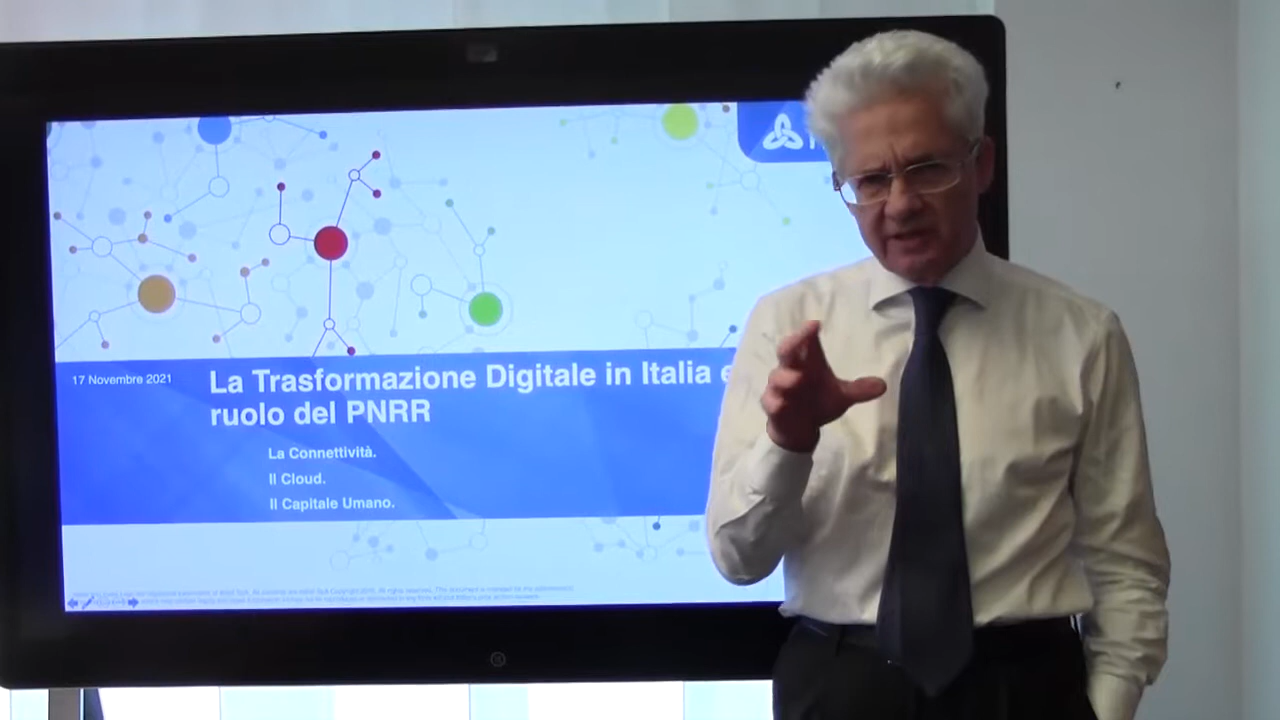 17 Novembre 2021
La Trasformazione Digitale in Italia e
ruolo del PNRR
La Connettività.
Il Cloud.
Il Capitale Umano.